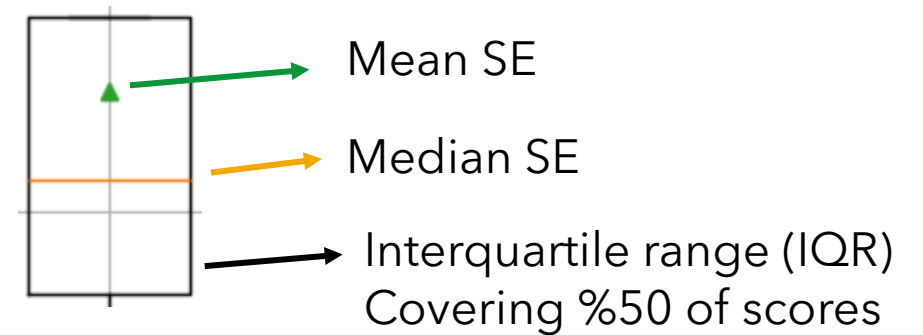 Mean SE
Median SE
Interquartile range (IQR)
Covering %50 of scores